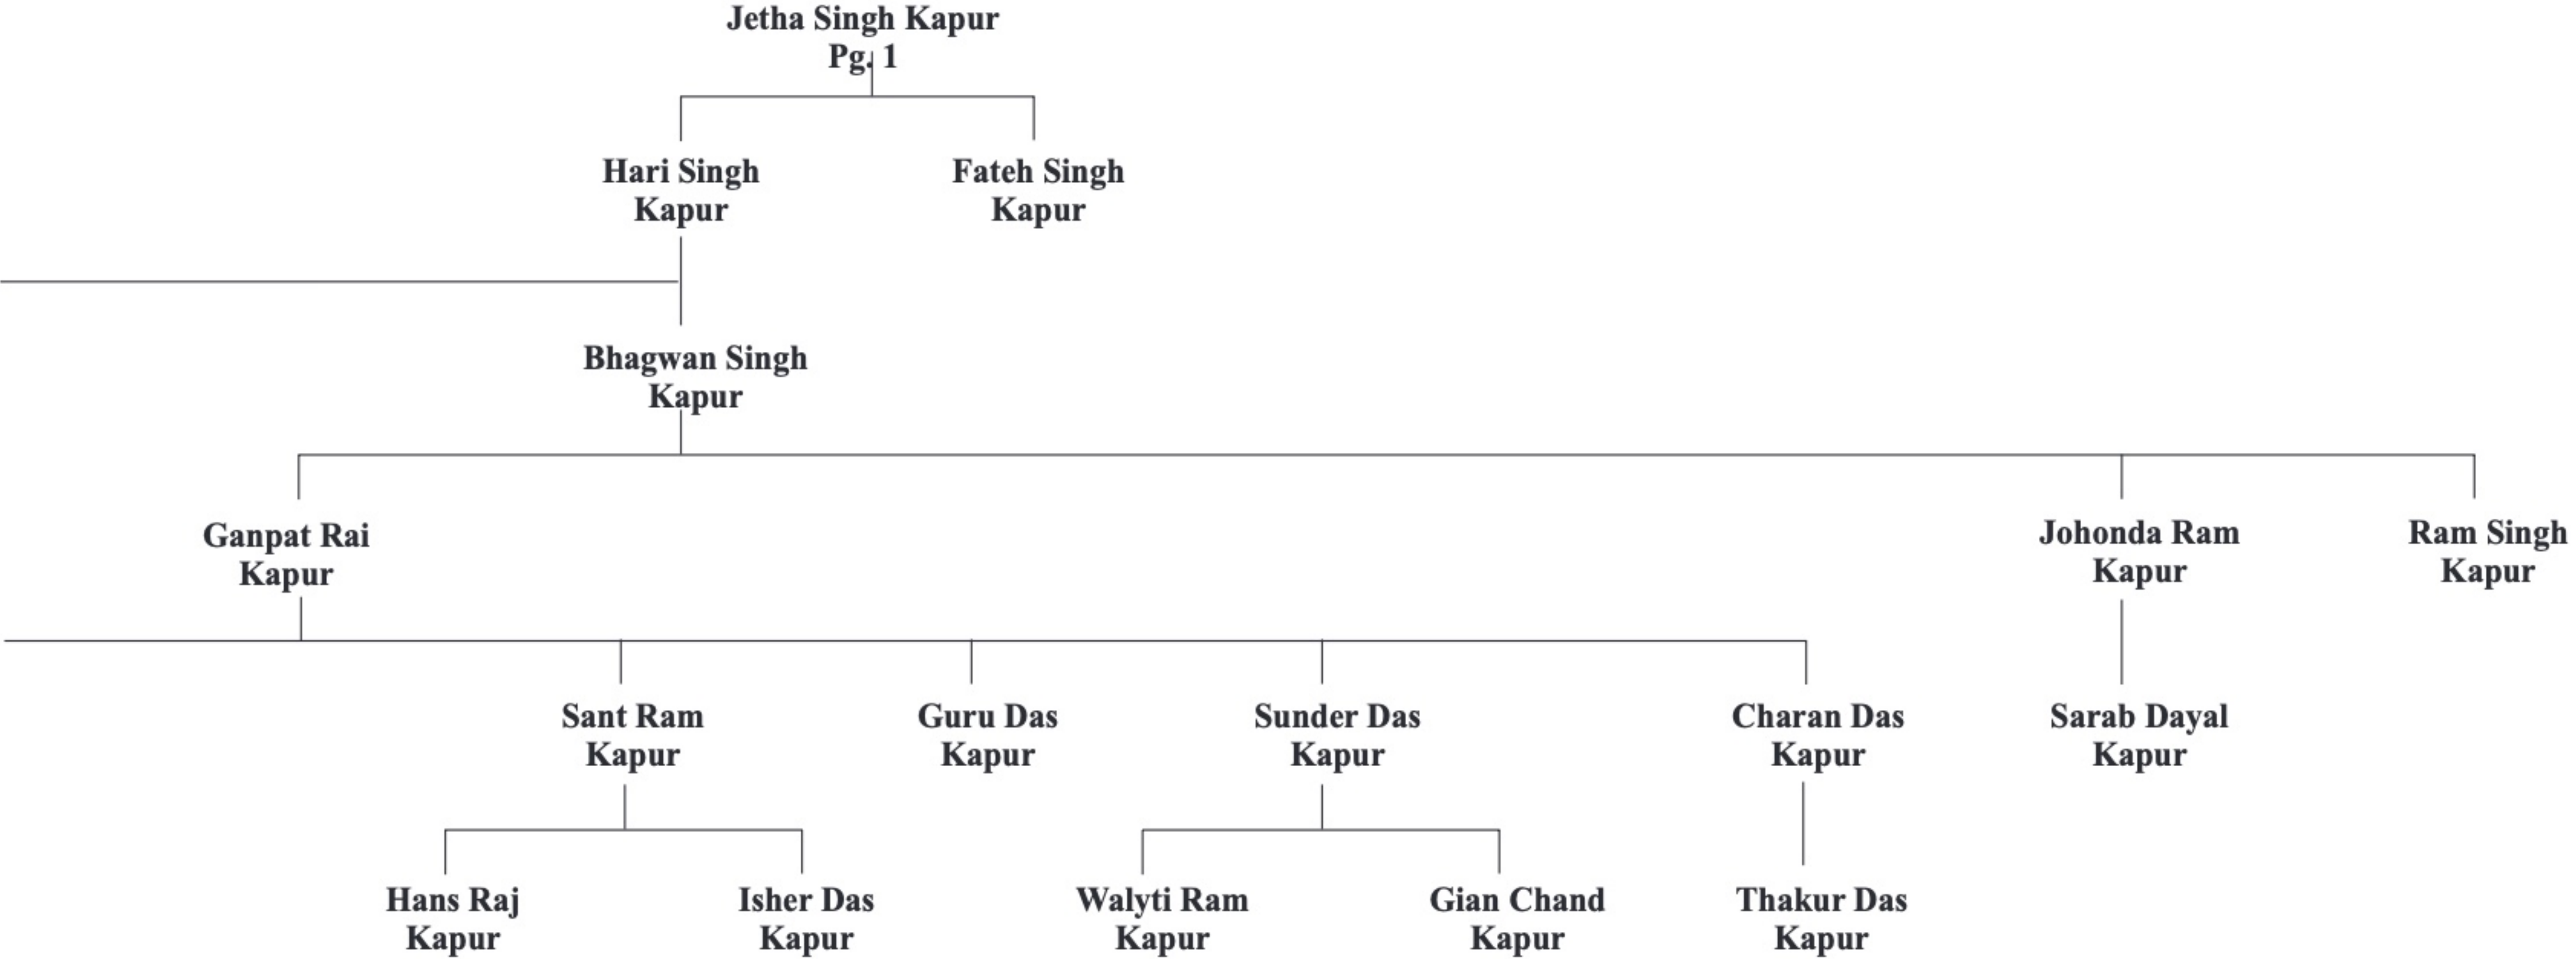 Jetha Singh Kapur
Pg. 1
Hari Singh
Kapur
Fateh Singh
Kapur
Bhagwan Singh
Kapur
Ganpat Rai
Kapur
Johonda Ram
Kapur
Ram Singh
Kapur
Sant Ram
Kapur
Guru Das
Kapur
Sunder Das
Kapur
Charan Das
Kapur
Sarab Dayal
Kapur
Hans Raj
Kapur
Isher Das
Kapur
Walyti Ram
Kapur
Gian Chand
Kapur
Thakur Das
Kapur